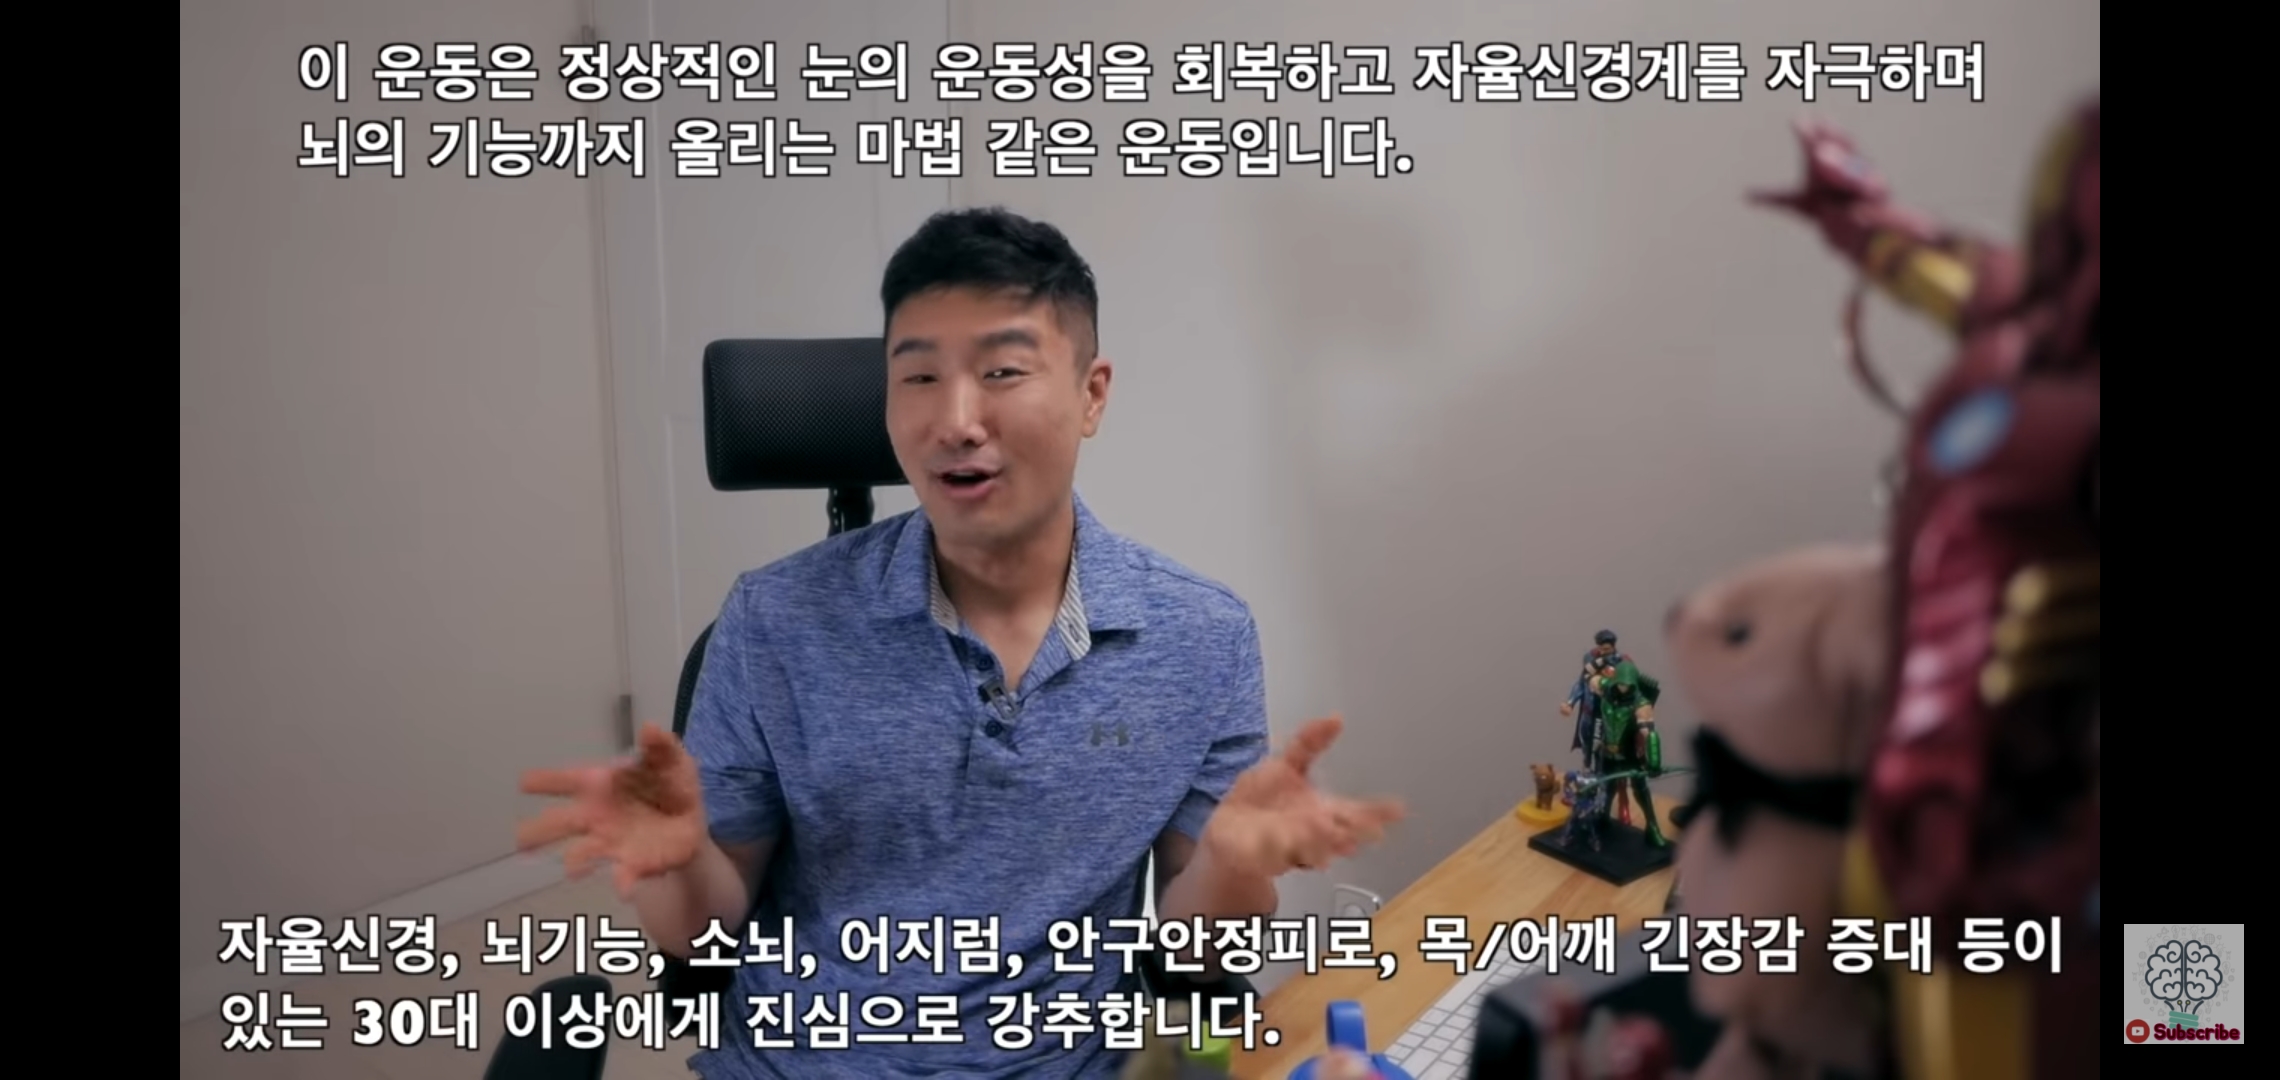 이 운동은 정상적인 눈의 운동성을 회복하고 자율신경계를 자극하며
뇌의 기능까지 올리는 마법 같은 운동입니다.
자율신경, 뇌기능, 소뇌, 어지럼, 안구안정피로, 목/어깨 긴장감 증대 등이
있는 30대 이상에게 진심으로 강추합니다.
Subscribe